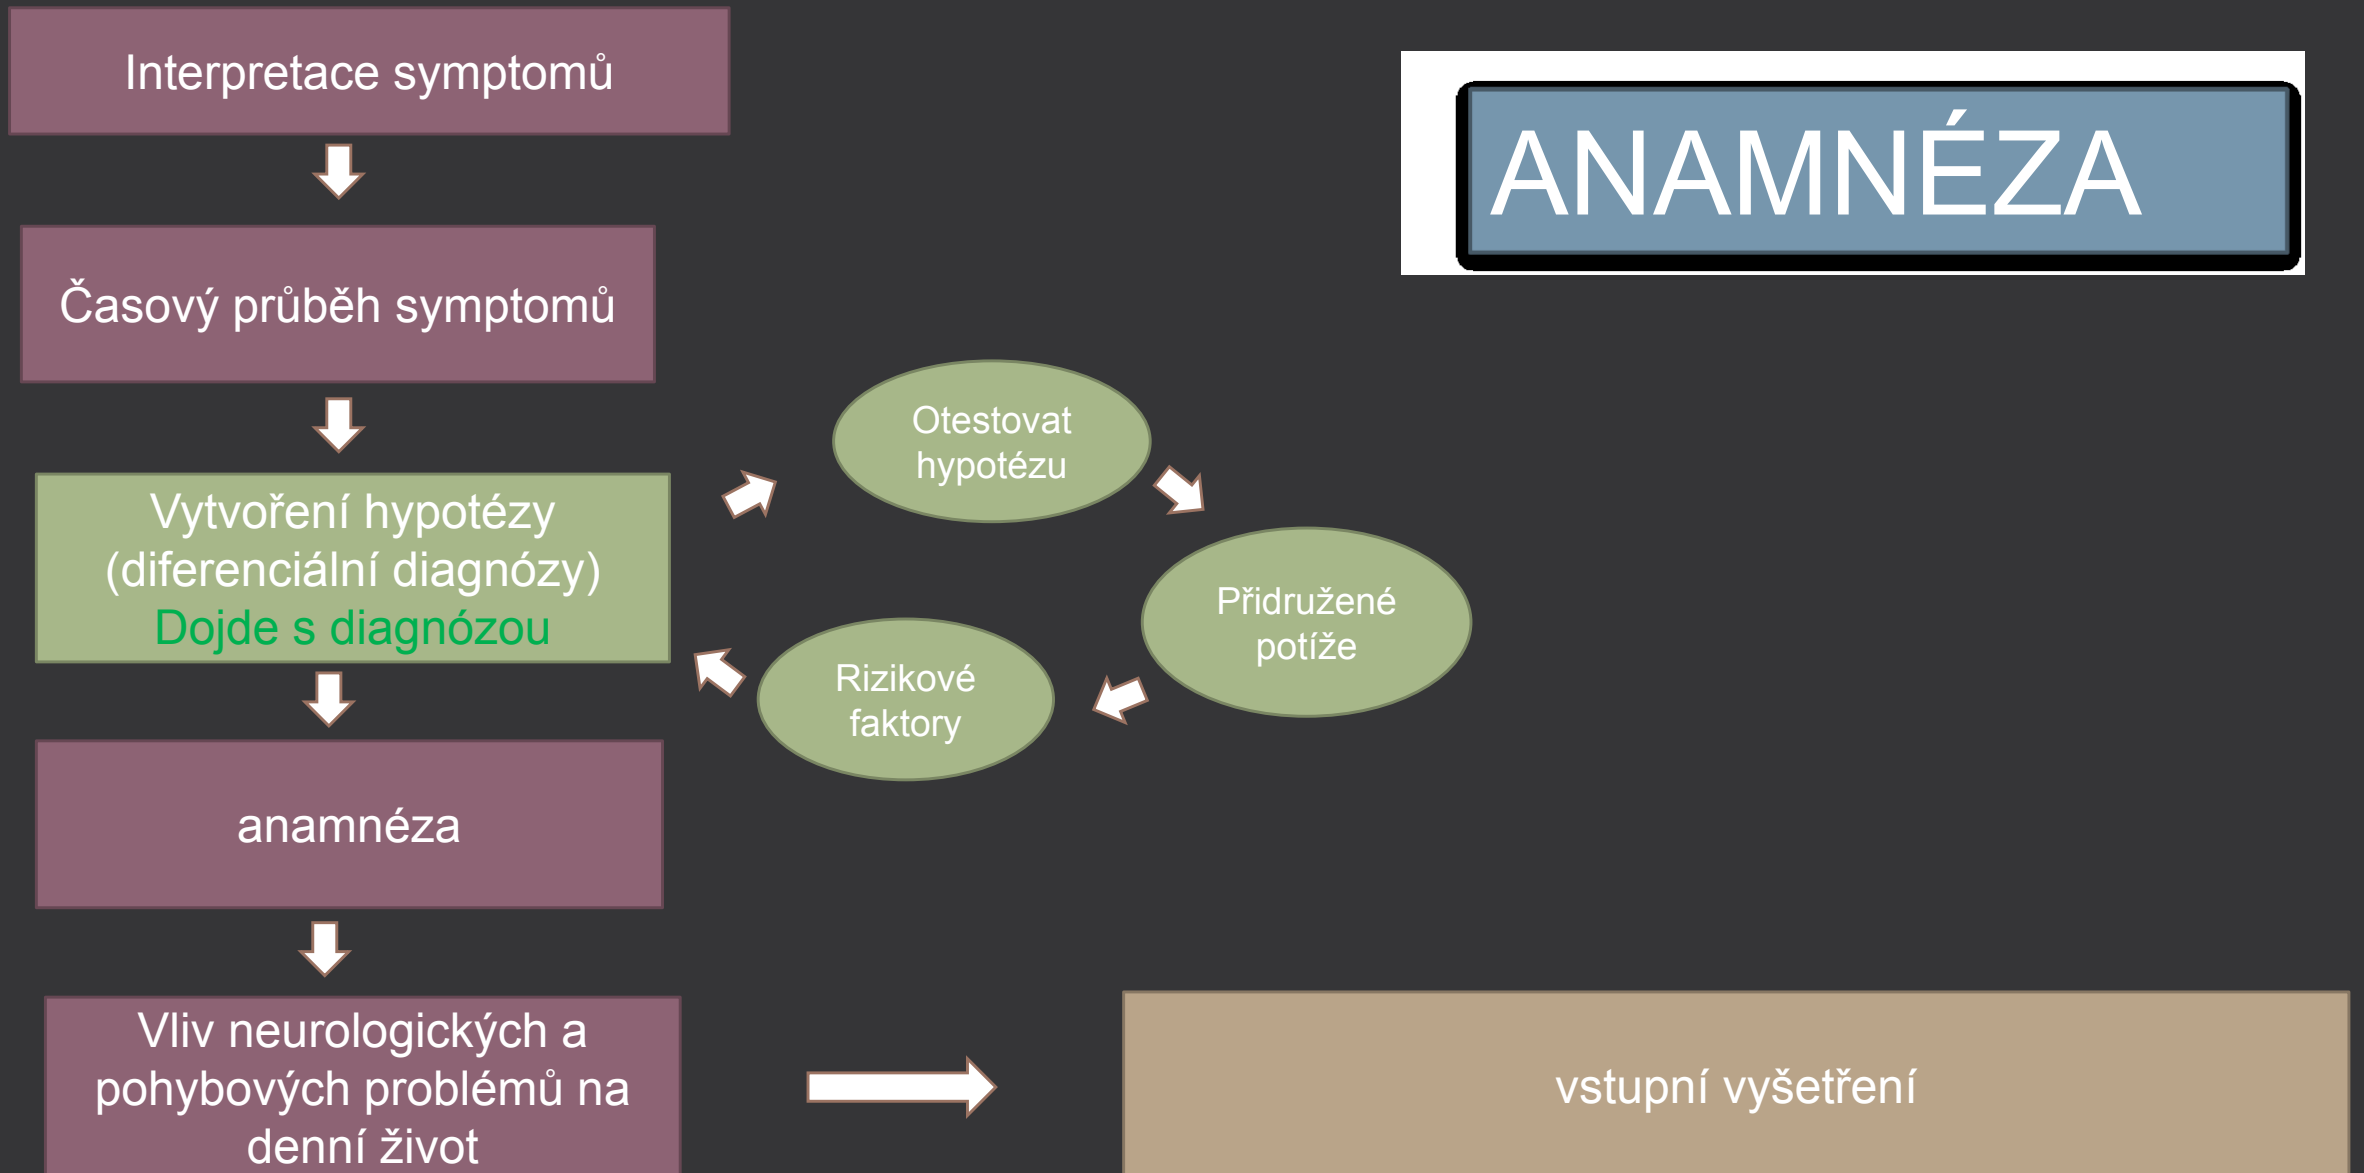 Interpretace symptomů
ANAMNÉZA
Časový průběh symptomů
Otestovat
hypotézu
Vytvoření hypotézy
(diferenciální diagnózy)
Dojde s diagnózou
Přidružené
potíže
Rizikové
faktory
anamnéza
Vliv neurologických a
pohybových problémů na
denní život
vstupní vyšetření